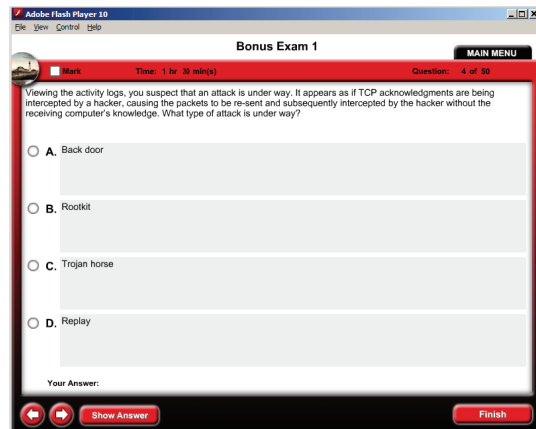 Adobe Flash Player 10
File View Control Help
Bonus Exam 1
MAIN MENU
Mark
Time: 1 hr 30 min(s)
Question: 4 of 50
Viewing the activity logs, you suspect that an attack is under way. It appears as if TCP acknowledgments are being
intercepted by a hacker, causing the packets to be re-sent and subsequently intercepted by the hacker without the
receiving computer's knowledge. What type of attack is under way?
A. Back door
B. Rootkit
C. Trojan horse
D. Replay
Your Answer:
Show Answer
Finish